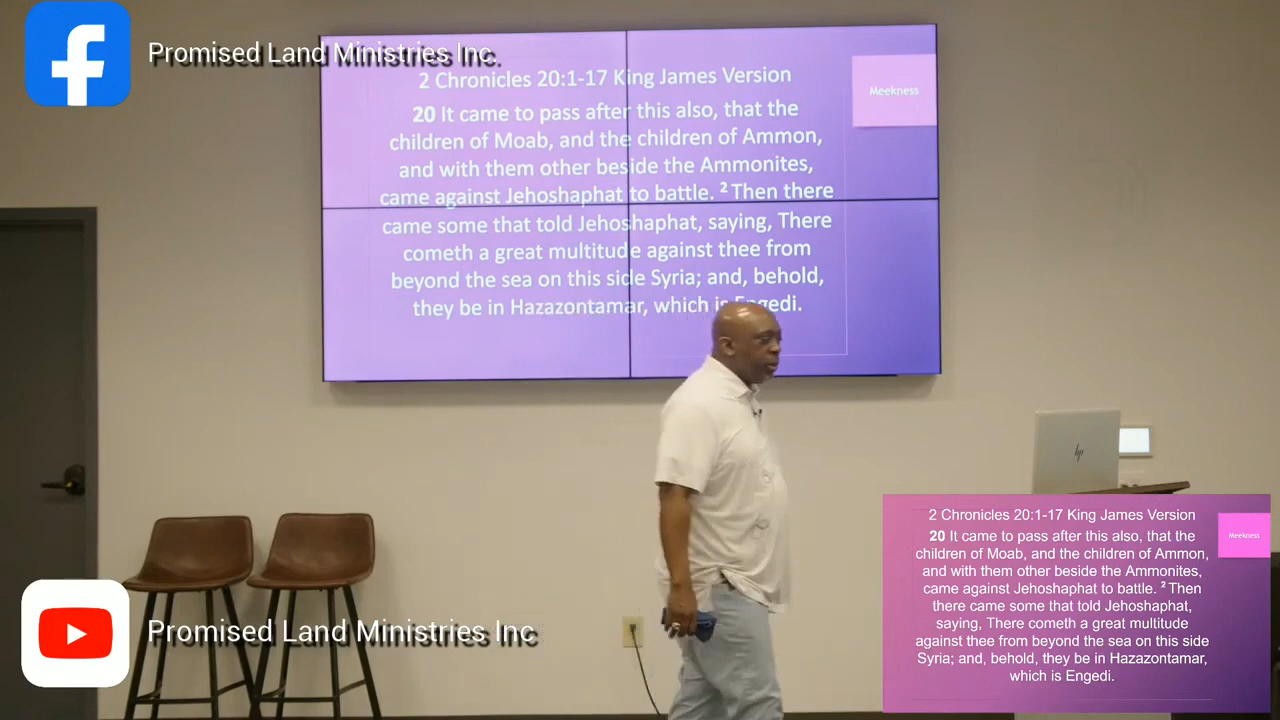 Promised Land Ministries Inc.
2 Chronicles 20:1-17 King James Version
20 It came to pass after this also, that the
children of Moab, and the children of Ammon,
and with them other beside the Ammonites,
came against Jehoshaphat to battle. 2 Then there
came some that told Jehoshaphat, saying, There
cometh a great multitude against thee from
beyond the sea on this side Syria; and, behold,
they be in Hazazontamar, which is Engedi.
Meekness
hp
2 Chronicles 20:1-17 King James Version
20 It came to pass after this also, that the
children of Moab, and the children of Ammon,
and with them other beside the Ammonites,
came against Jehoshaphat to battle. 2 Then
there came some that told Jehoshaphat,
saying, There cometh a great multitude
against thee from beyond the sea on this side
Syria; and, behold, they be in Hazazontamar,
which is Engedi.
Meekness
Promised Land Ministries Inc